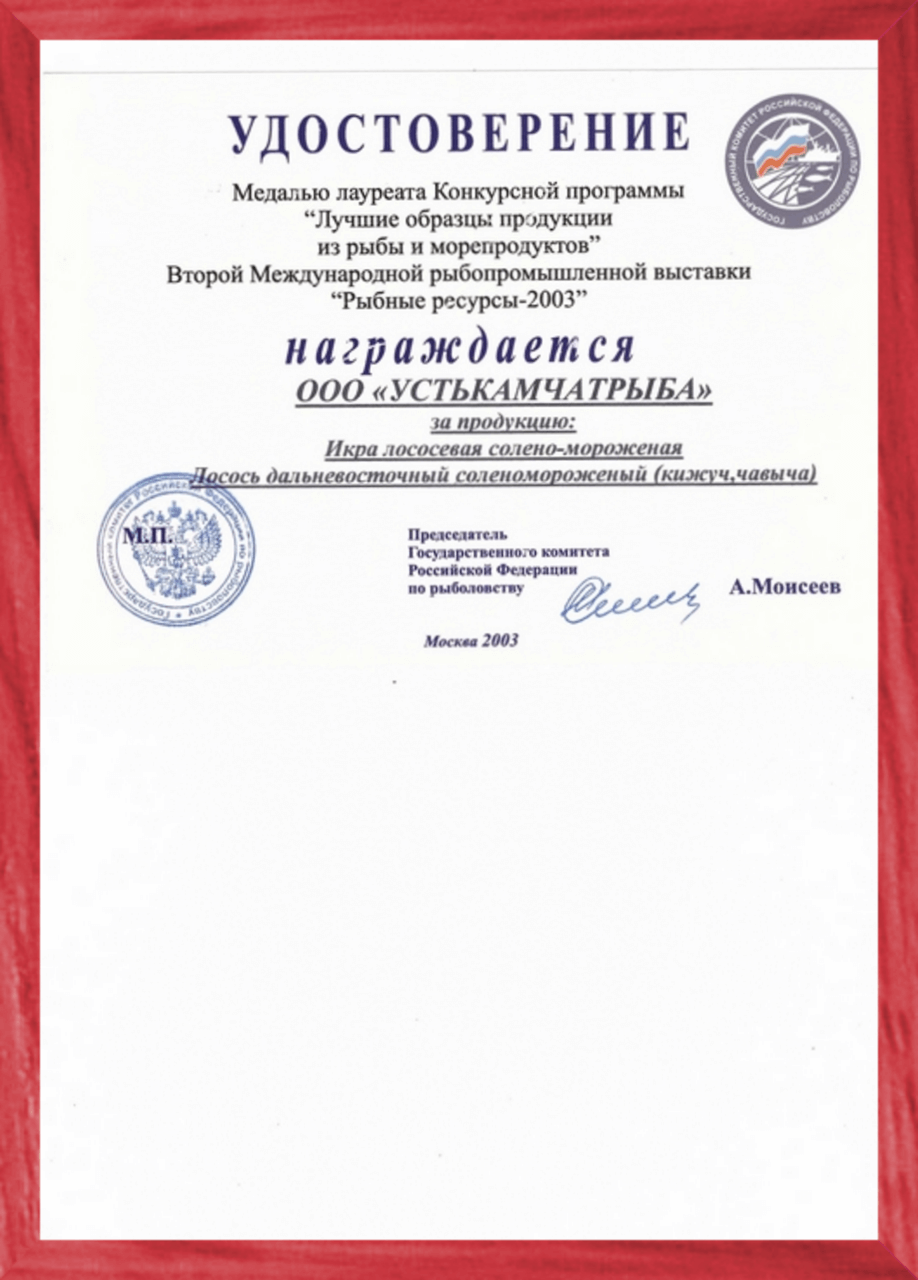 УДОСТОВЕРЕНИЕ
ГОСУДАРСТВЕННЫЙ КОМИТЕТ РОССИЙСКОЙ ФЕДЕРАЦИИ ПО РЫБОЛОВСТВУ
Медалью лауреата Конкурсной программы
“Лучшие образцы продукции
из рыбы и морепродуктов”
Второй Международной рыбопромышленной выставки
“Рыбные ресурсы-2003”
награждается
ООО «УСТЬКАМЧАТРЫБА»
за продукцию:
Икра лососевая солено-мороженая
Лосось дальневосточный соленомороженый (кижуч,чавыча)
Государственный комитет Российской Федерации по рыболовству
М.П.
Председатель
Государственного комитета
Российской Федерации
по рыболовству
А.Моисеев
Москва 2003